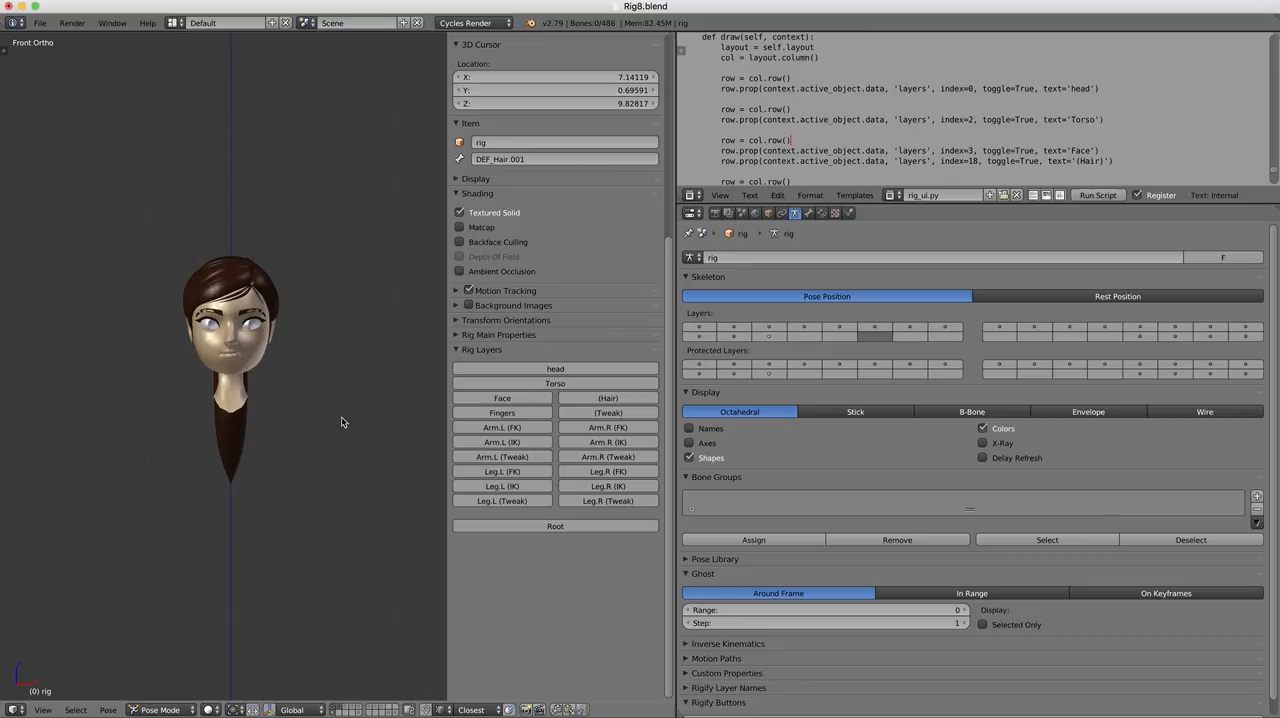 Rig8.blend
File Render Window Help Default Scene Cycles Render v2.79 | Bones:0/486 | Mem:82.45M | rig
Front Ortho
3D Cursor
Location:
X: 7.14119
Y: 0.69591
Z: 9.82817
Item
rig
DEF_Hair.001
Display
Shading
Textured Solid
Matcap
Backface Culling
Depth Of Field
Ambient Occlusion
Motion Tracking
Background Images
Transform Orientations
Rig Main Properties
Rig Layers
head
Torso
Face (Hair)
Fingers (Tweak)
Arm.L (FK) Arm.R (FK)
Arm.L (IK) Arm.R (IK)
Arm.L (Tweak) Arm.R (Tweak)
Leg.L (FK) Leg.R (FK)
Leg.L (IK) Leg.R (IK)
Leg.L (Tweak) Leg.R (Tweak)
Root
(0) rig
View Select Pose Pose Mode Global Closest
def draw(self, context):
layout = self.layout
col = layout.column()
row = col.row()
row.prop(context.active_object.data, 'layers', index=0, toggle=True, text='head')
row = col.row()
row.prop(context.active_object.data, 'layers', index=2, toggle=True, text='Torso')
row = col.row()
row.prop(context.active_object.data, 'layers', index=3, toggle=True, text='Face')
row.prop(context.active_object.data, 'layers', index=18, toggle=True, text='(Hair)')
row = col.row()
View Text Edit Format Templates rig_ui.py Run Script Register Text: Internal
rig rig
rig F
Skeleton
Pose Position Rest Position
Layers:
Protected Layers:
Display
Octahedral Stick B-Bone Envelope Wire
Names Colors
Axes X-Ray
Shapes Delay Refresh
Bone Groups
Assign Remove Select Deselect
Pose Library
Ghost
Around Frame In Range On Keyframes
Range: 0 Display:
Step: 1 Selected Only
Inverse Kinematics
Motion Paths
Custom Properties
Rigify Layer Names
Rigify Buttons